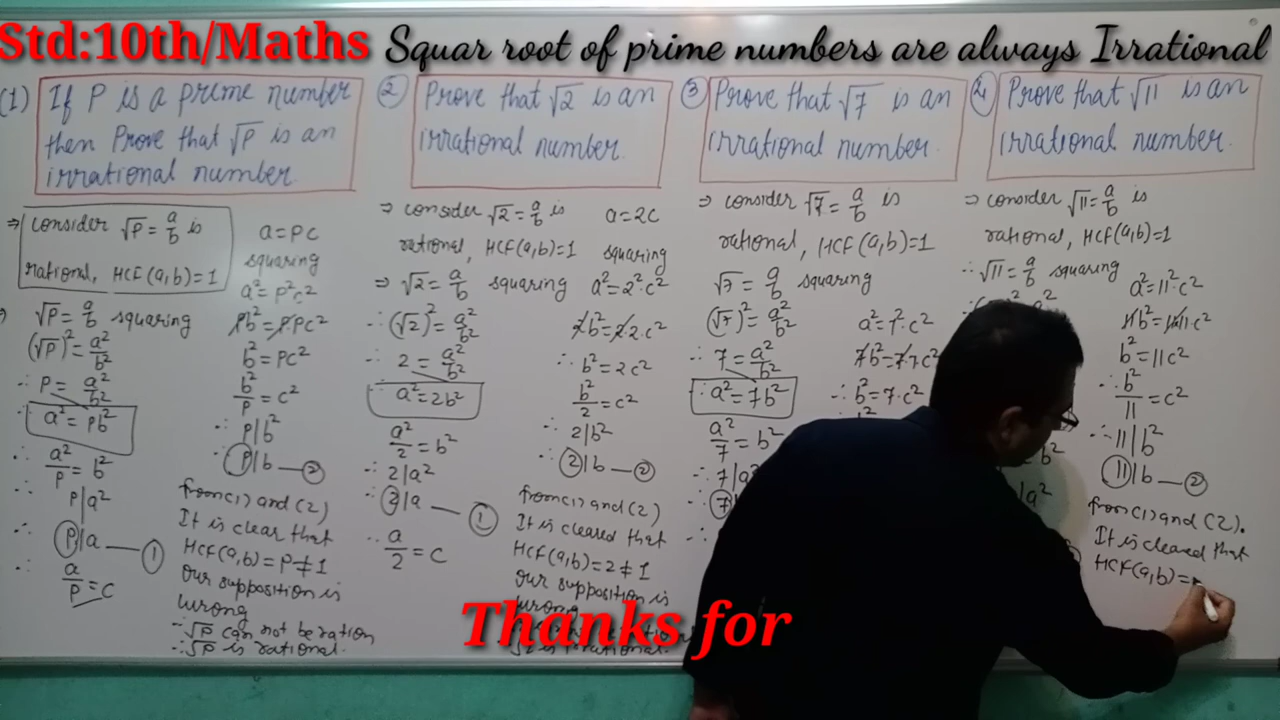 Std:10th/Maths Squar root of prime numbers are always Irrational
(1) If P is a prime number
then Prove that √P is an
irrational number.
⇒ consider √P = a/b is
rational, HCF(a,b)=1
⇒ √P = a/b squaring
(√P)² = a²/b²
∴ P = a²/b²
∴ a² = pb²
∴ a²/P = b²
∴ P|a²
∴ P|a — 1
∴ a/P = c
a = pc
squaring
a² = p²c²
pb² = p.pc²
b² = pc²
b²/p = c²
∴ p|b²
∴ p|b — 2
from (1) and (2)
It is clear that
HCF(a,b) = P ≠ 1
our supposition is
wrong
∴ √P can not be ration
∴ √P is rational.
2 Prove that √2 is an
irrational number.
⇒ consider √2 = a/b is
rational, HCF(a,b)=1
⇒ √2 = a/b squaring
∴ (√2)² = a²/b²
∴ 2 = a²/b²
∴ a² = 2b²
a²/2 = b²
∴ 2|a²
∴ 2|a — 1
∴ a/2 = c
a = 2c
squaring
a² = 2².c²
2b² = 2.2.c²
∴ b² = 2c²
b²/2 = c²
∴ 2|b²
∴ 2|b — 2
from (1) and (2)
It is cleared that
HCF(a,b) = 2 ≠ 1
our supposition is
wrong
3 Prove that √7 is an
irrational number.
⇒ consider √7 = a/b is
rational, HCF(a,b)=1
√7 = a/b squaring
(√7)² = a²/b²
∴ 7 = a²/b²
∴ a² = 7b²
a²/7 = b²
∴ 7|a²
∴ 7
a² = 7².c²
7b² = 7.7c²
∴ b² = 7.c²
4 Prove that √11 is an
irrational number.
⇒ consider √11 = a/b is
rational, HCF(a,b)=1
∴ √11 = a/b squaring
a² = 11².c²
11b² = 11.11.c²
b² = 11c²
∴ b²/11 = c²
∴ 11|b²
11|b — 2
from (1) and (2).
It is cleared that
HCF(a,b)=
Thanks for